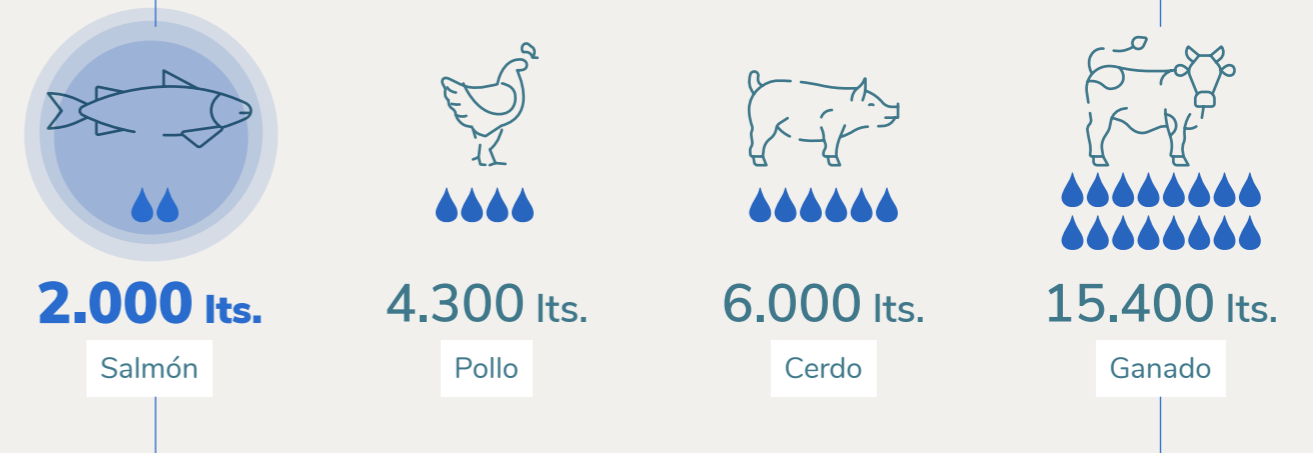 2.000 lts.
Salmón
4.300 lts.
Pollo
6.000 lts.
Cerdo
15.400 lts.
Ganado